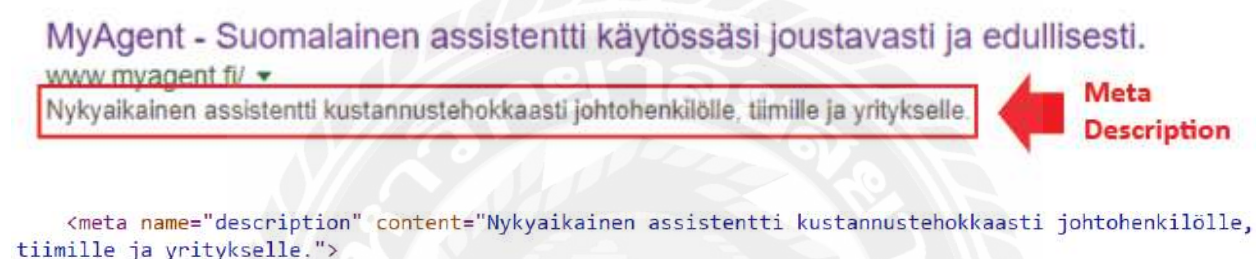 MyAgent - Suomalainen assistentti käytössäsi joustavasti ja edullisesti.
www.myagent.fi/
Nykyaikainen assistentti kustannustehokkaasti johtohenkilölle, tiimille ja yritykselle.
Meta
Description
<meta name="description" content="Nykyaikainen assistentti kustannustehokkaasti johtohenkilölle,
tiimille ja yritykselle.">